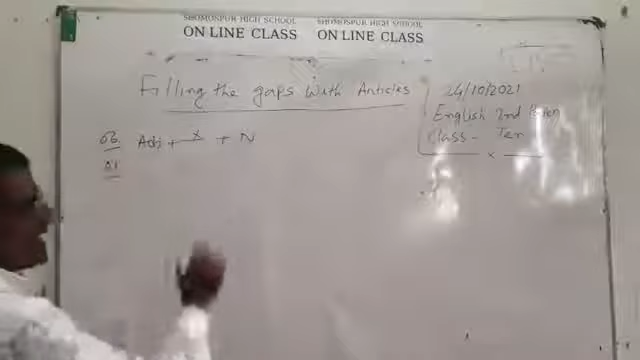 SHOMOSPUR HIGH SCHOOL SHOMOSPUR HIGH SCHOOL
ON LINE CLASS ON LINE CLASS
Filling the gaps with Articles
24/10/2021
English 2nd
Class - Ten
x
06. Adj + x + N